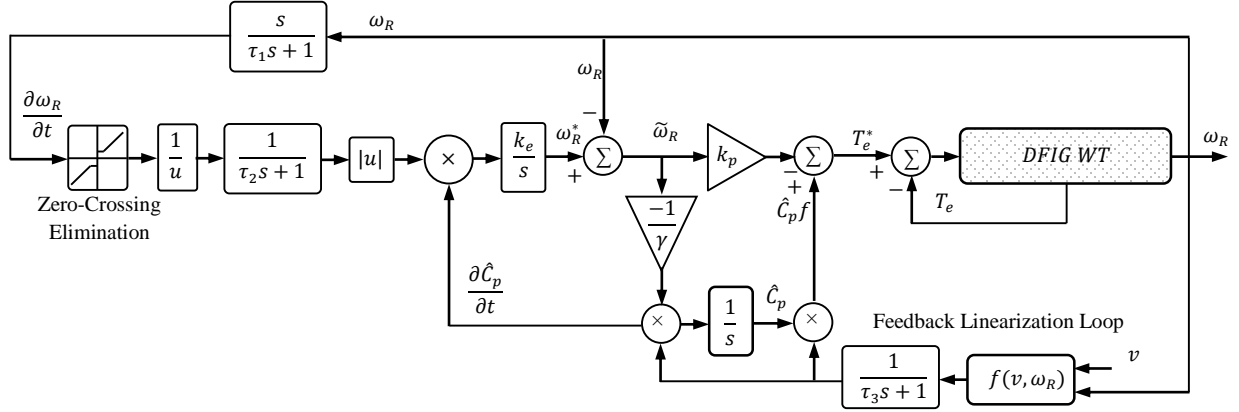 s
τ₁s + 1
ω_R
ω_R
∂ω_R
∂t
−
ω_R^*
ω̃_R
T_e^*
ω_R
1
u
1
τ₂s + 1
|u|
×
k_e
s
Σ
+
k_p
Σ
−
+
Σ
+
−
DFIG WT
T_e
Zero-Crossing
Elimination
−1
γ
Ĉ_p f
∂Ĉ_p
∂t
×
1
s
Ĉ_p
×
Feedback Linearization Loop
1
τ₃s + 1
f(v, ω_R)
v